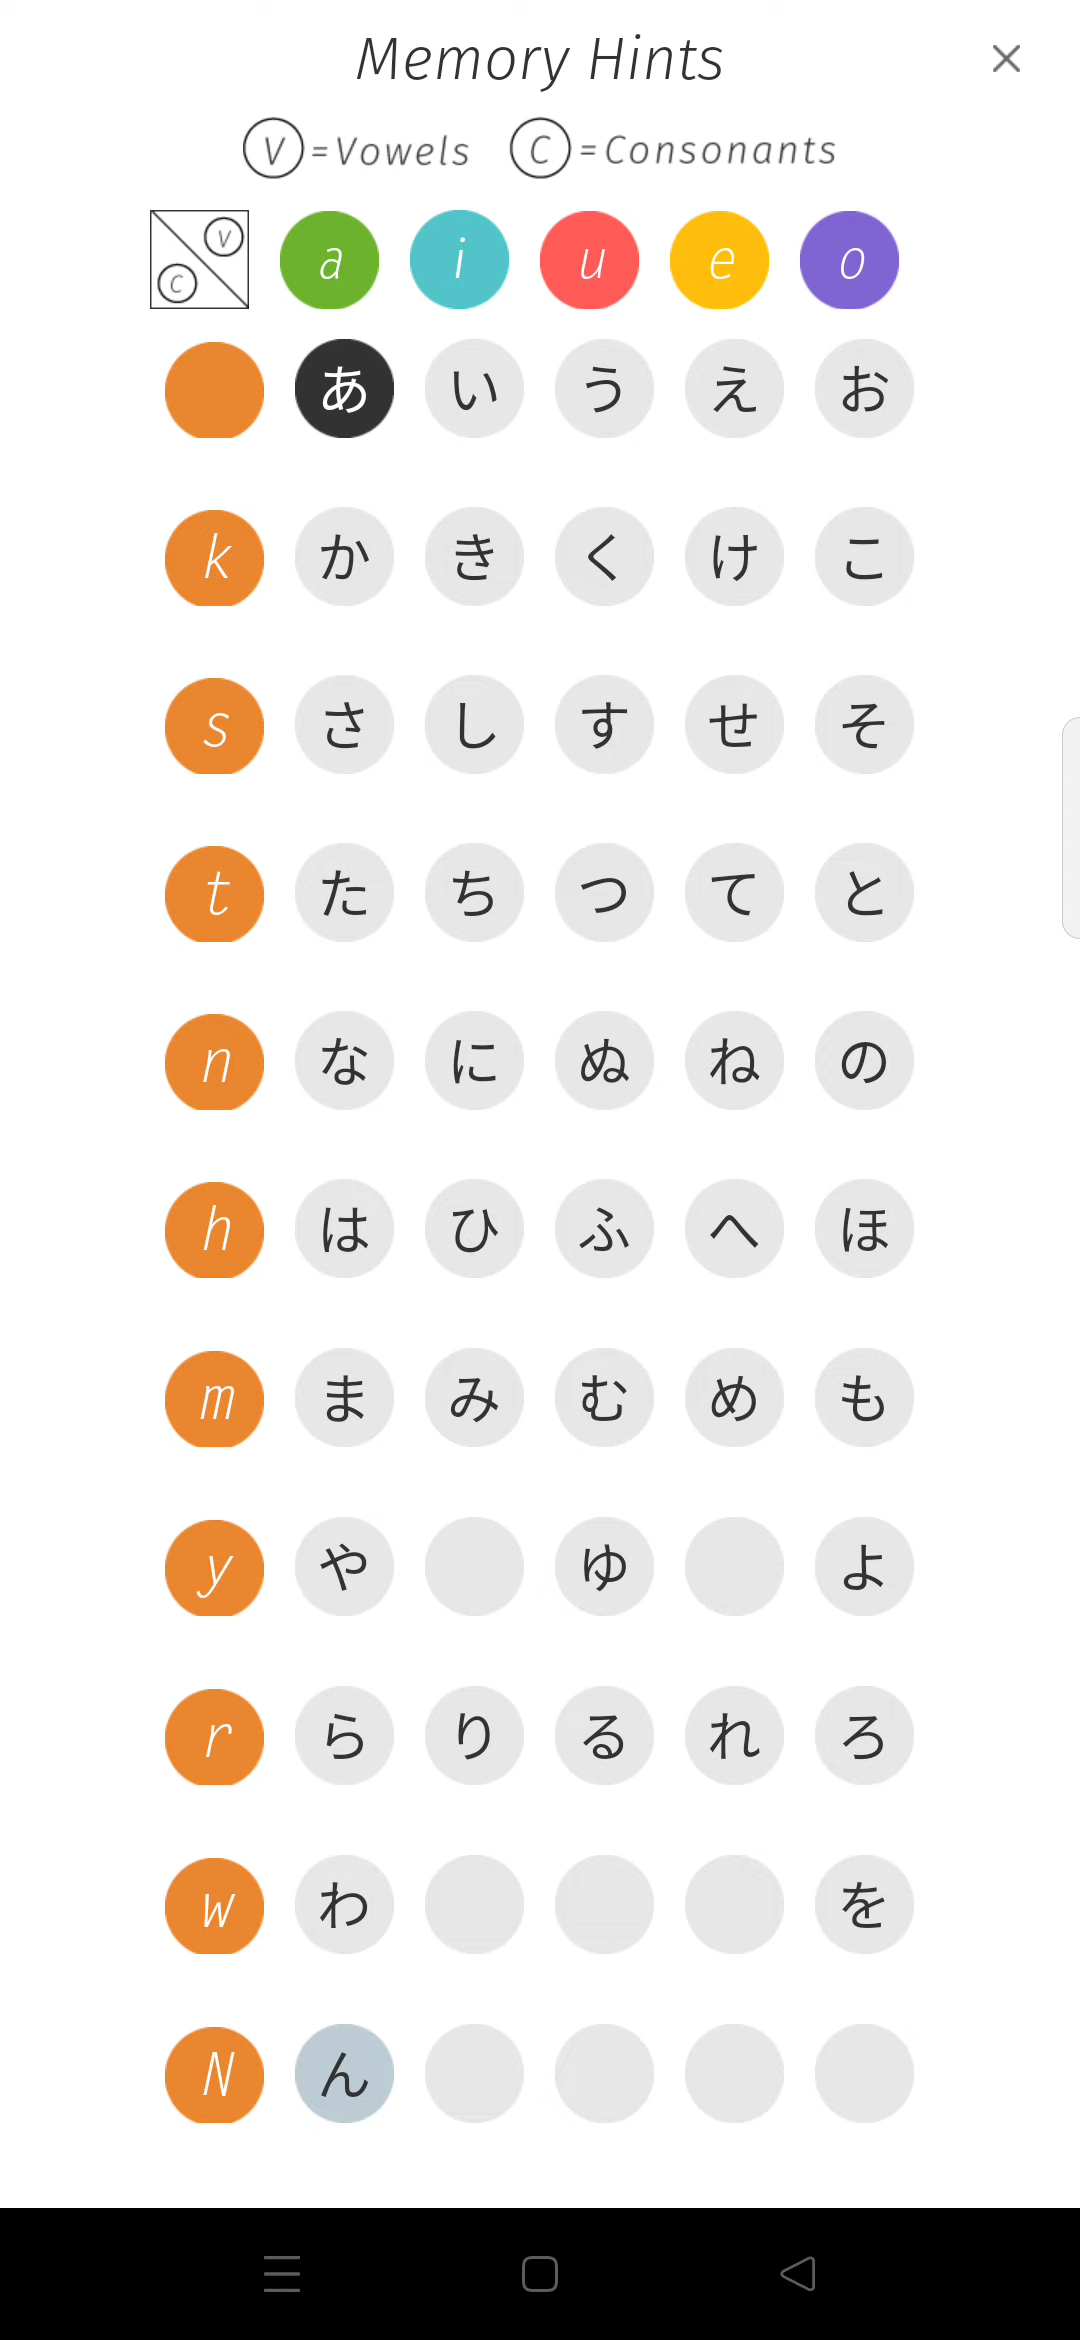 Memory Hints
V =Vowels C =Consonants
V
C
a i u e o
あ い う え お
k か き く け こ
s さ し す せ そ
t た ち つ て と
n な に ぬ ね の
h は ひ ふ へ ほ
m ま み む め も
y や ゆ よ
r ら り る れ ろ
w わ を
N ん